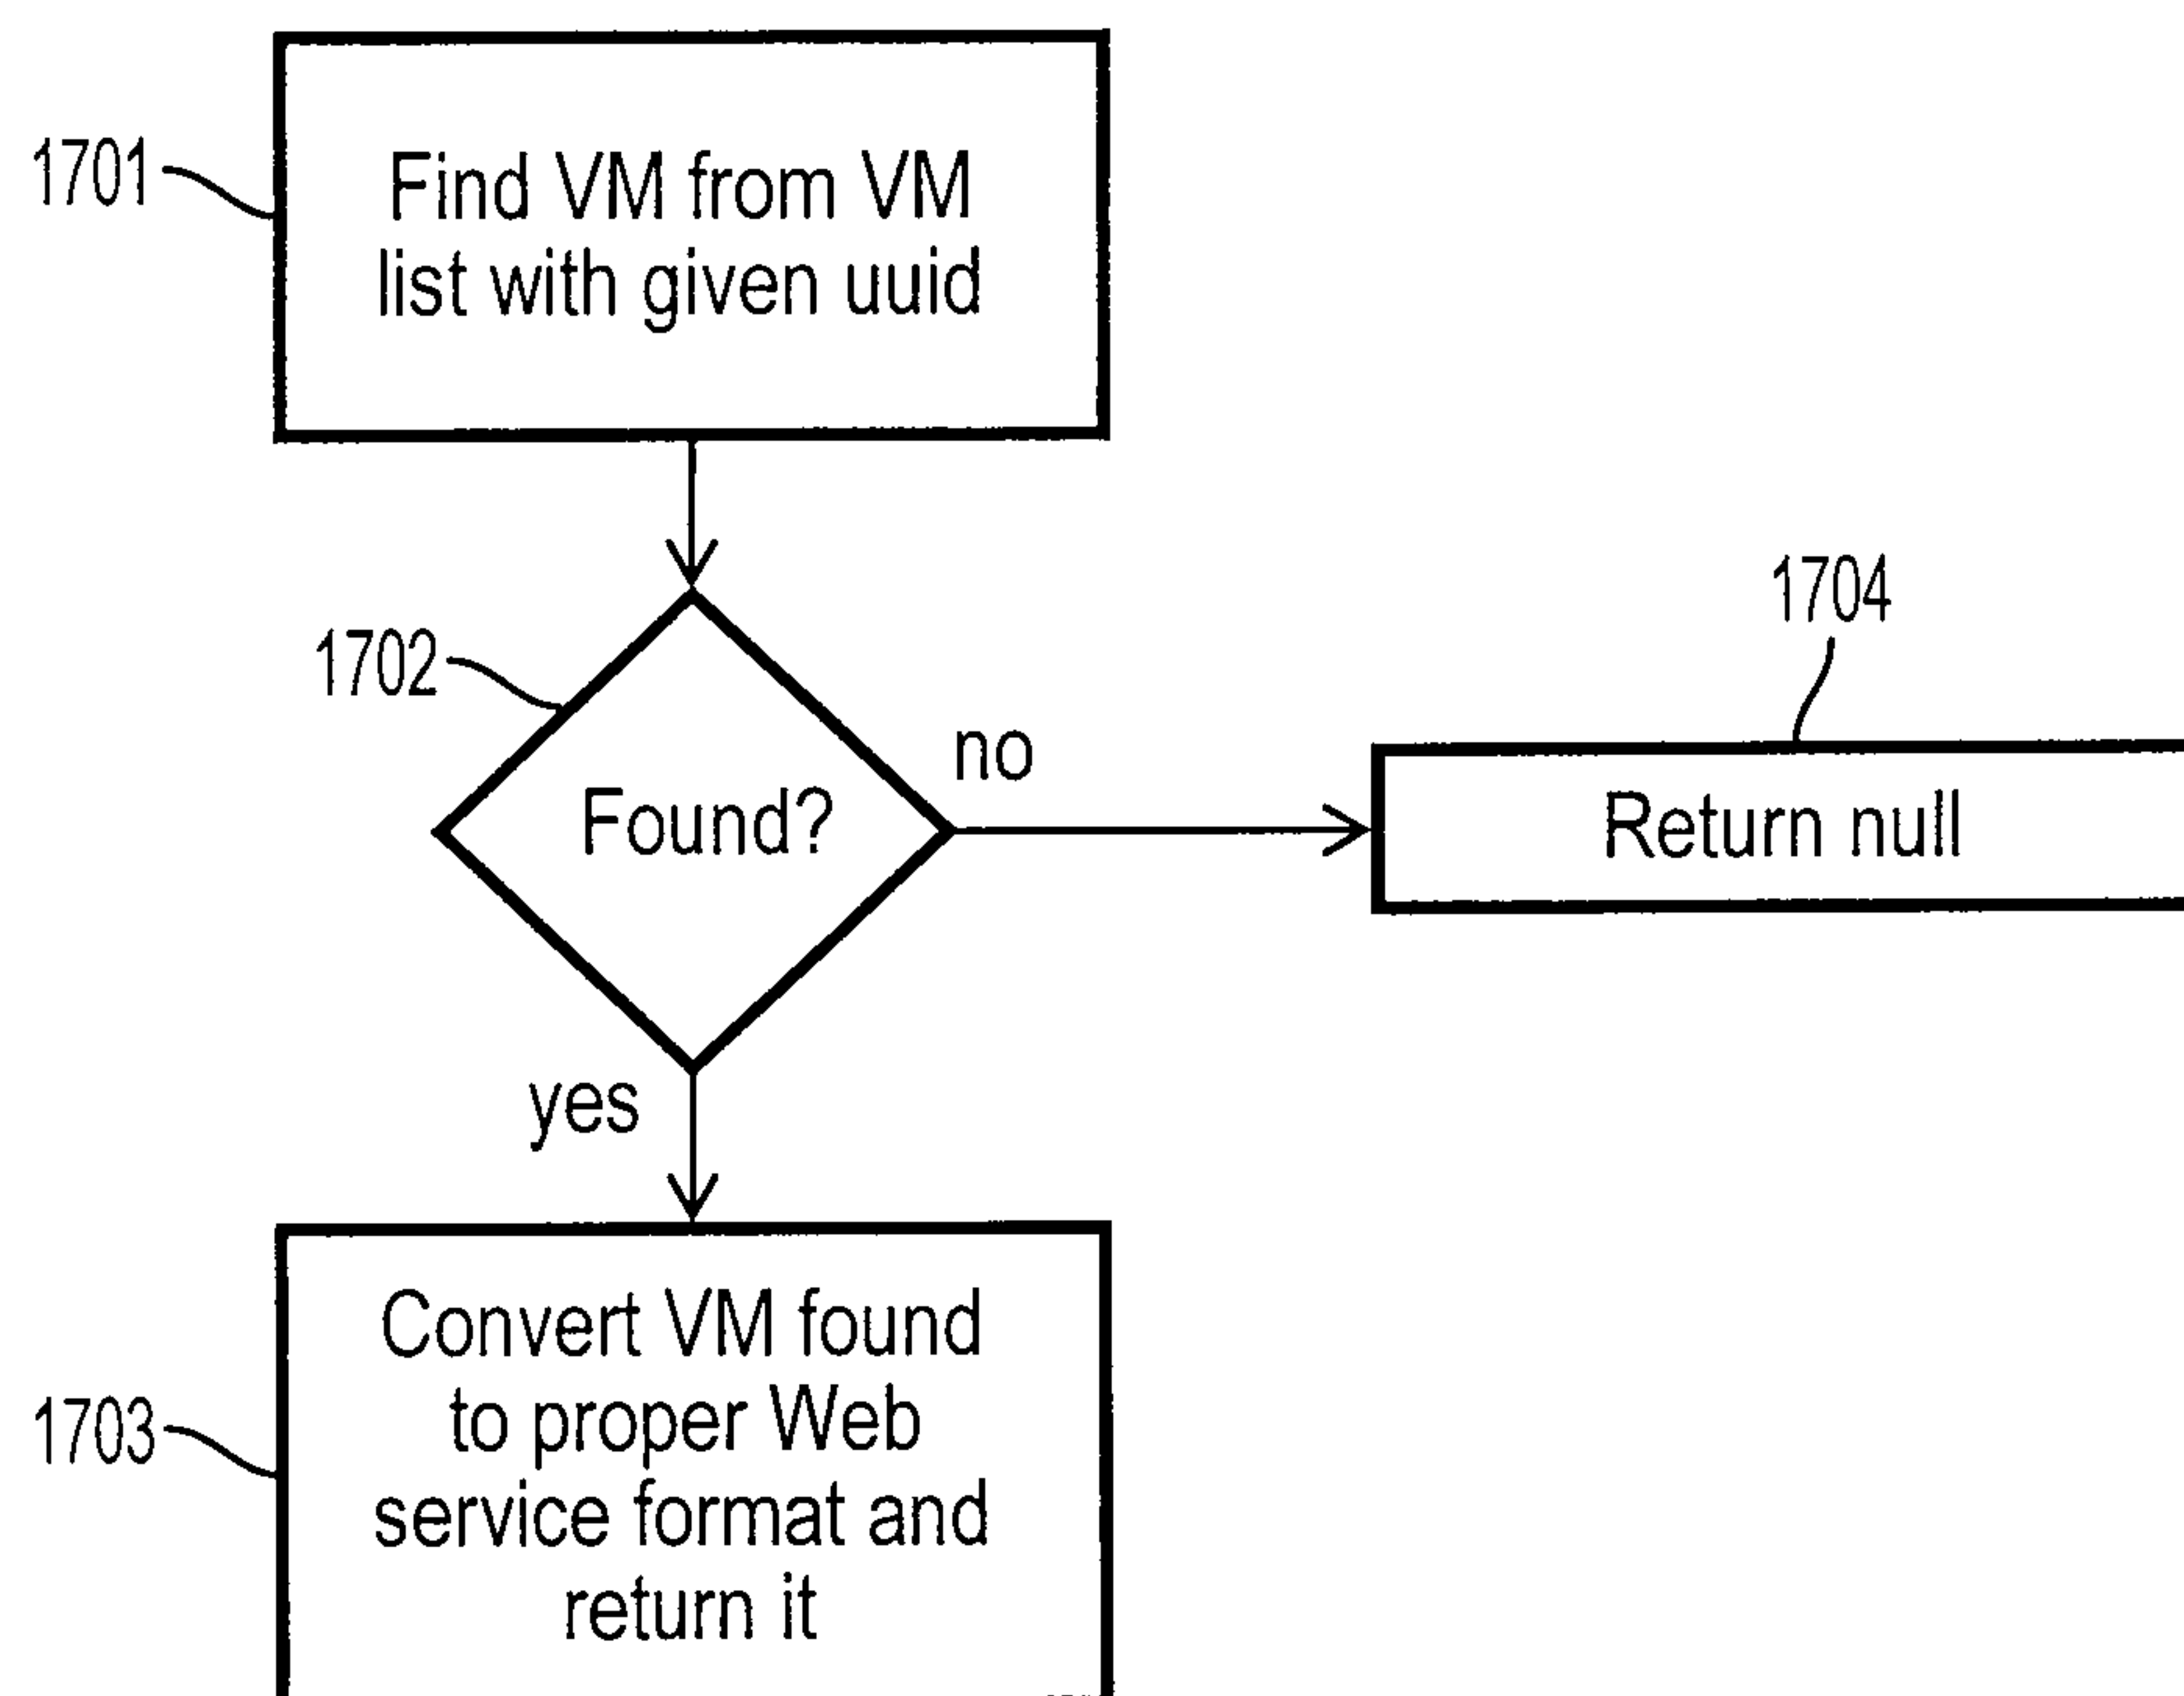 1701
Find VM from VM
list with given uuid
1702
Found?
no
1704
Return null
yes
1703
Convert VM found
to proper Web
service format and
return it